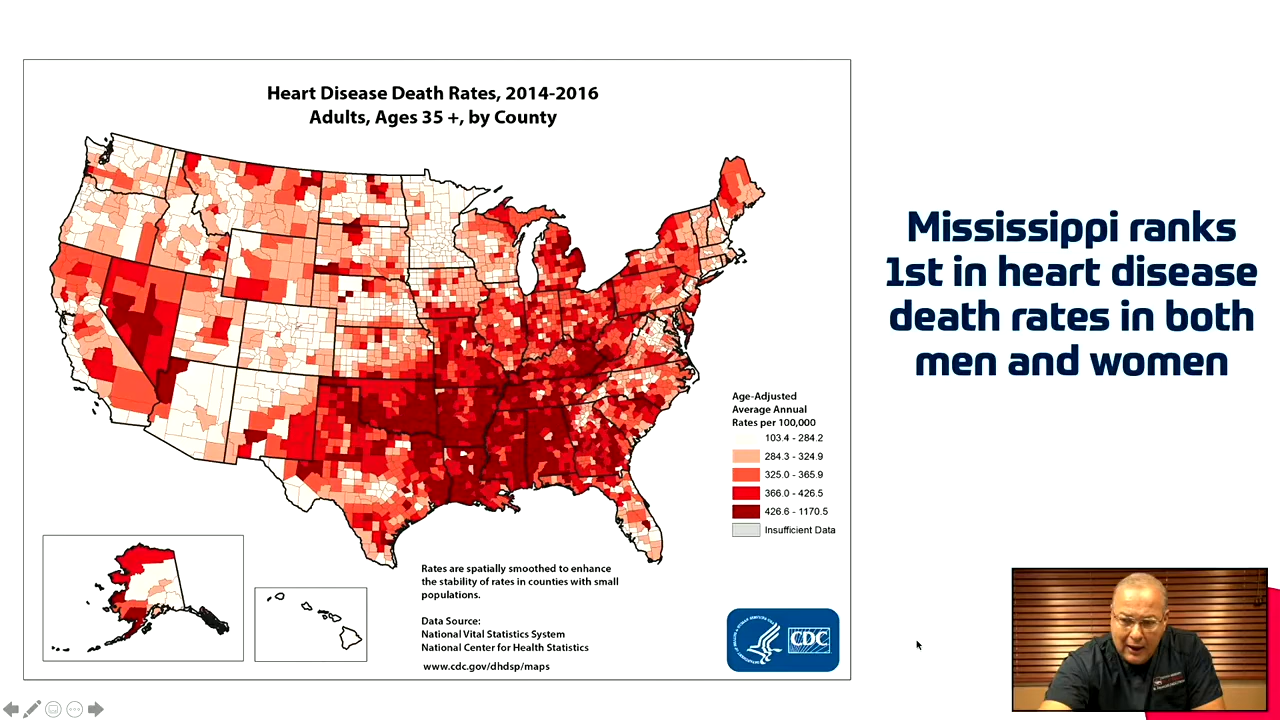 Heart Disease Death Rates, 2014-2016
Adults, Ages 35 +, by County
Mississippi ranks
1st in heart disease
death rates in both
men and women
Age-Adjusted
Average Annual
Rates per 100,000
103.4 - 284.2
284.3 - 324.9
325.0 - 365.9
366.0 - 426.5
426.6 - 1170.5
Insufficient Data
Rates are spatially smoothed to enhance
the stability of rates in counties with small
populations.
Data Source:
National Vital Statistics System
National Center for Health Statistics
www.cdc.gov/dhdsp/maps
CDC